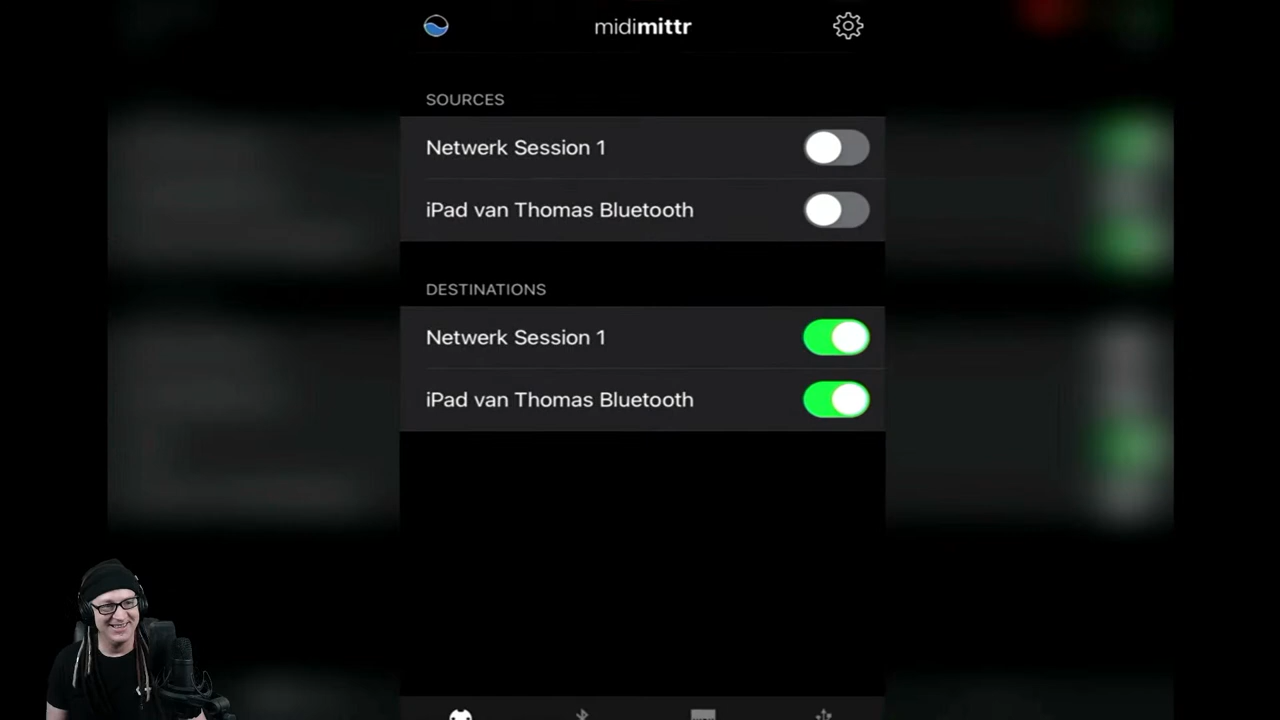 midimittr
SOURCES
Netwerk Session 1
iPad van Thomas Bluetooth
DESTINATIONS
Netwerk Session 1
iPad van Thomas Bluetooth